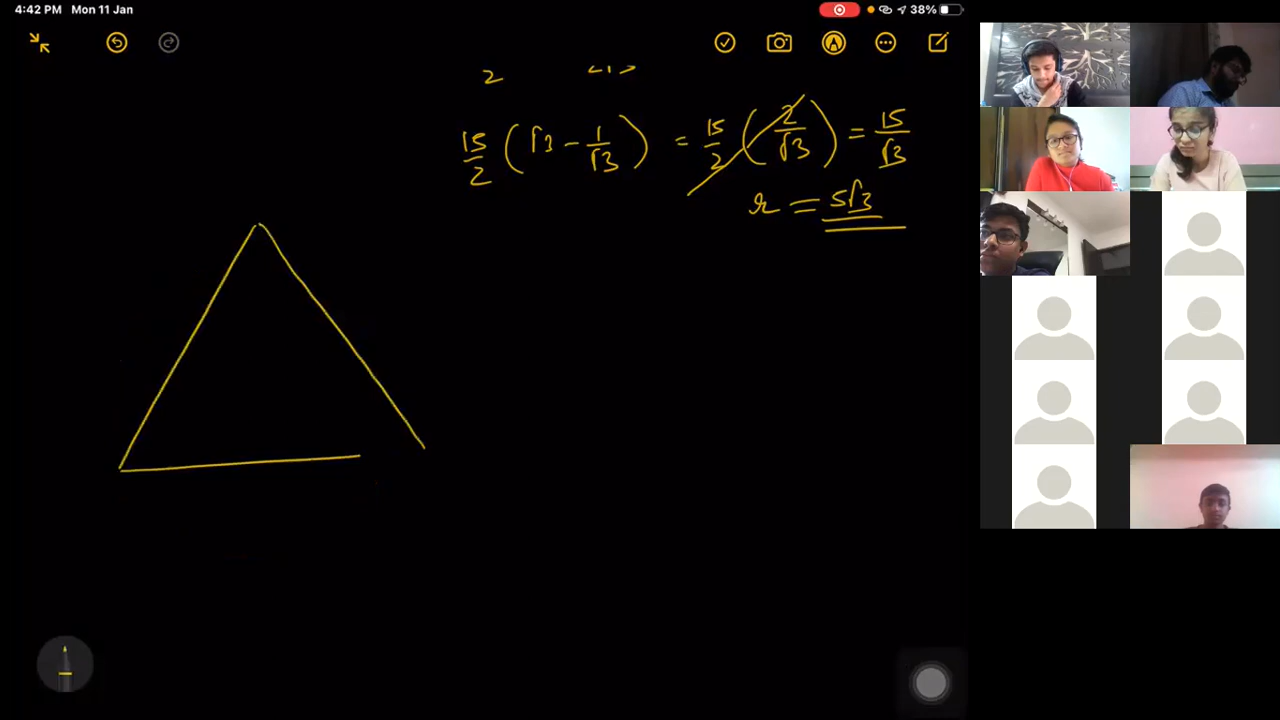 4:42 PM Mon 11 Jan
38%
2
15/2 (√3 − 1/√3) = 15/2 (2/√3) = 15/√3
r = 5√3